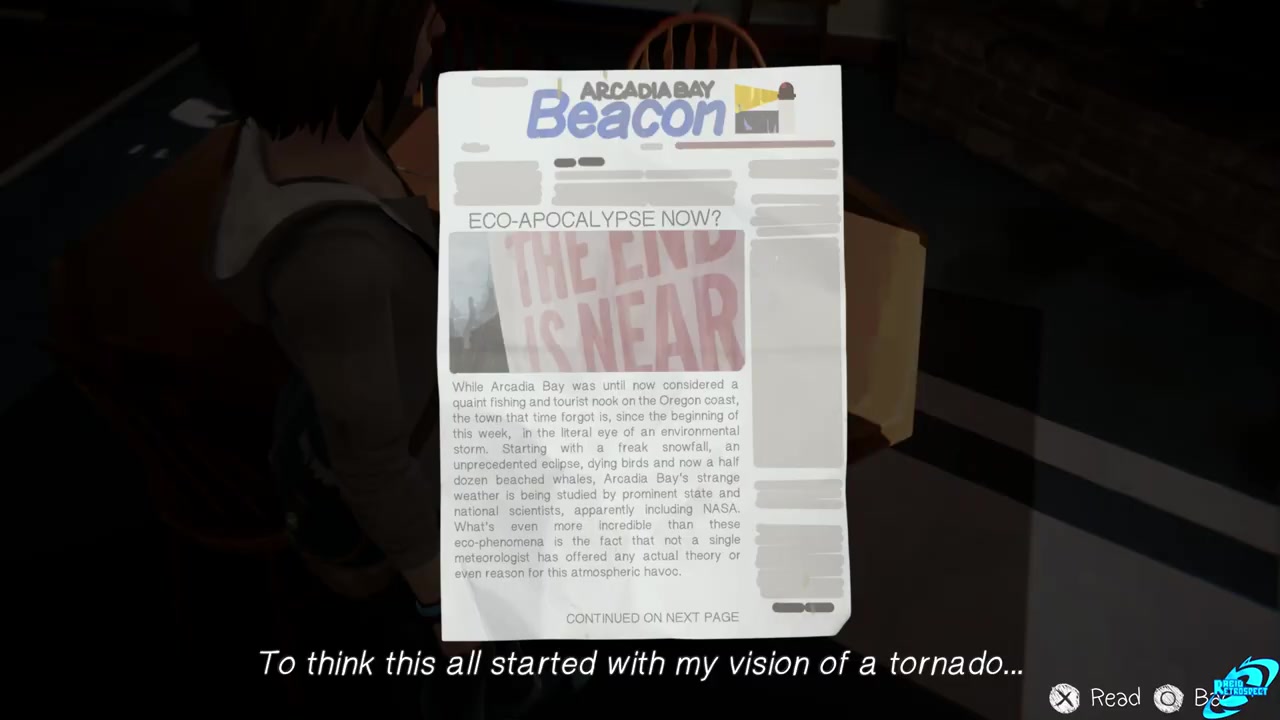 ARCADIA BAY
Beacon
ECO-APOCALYPSE NOW?
THE END
IS NEAR
While Arcadia Bay was until now considered a
quaint fishing and tourist nook on the Oregon coast,
the town that time forgot is, since the beginning of
this week, in the literal eye of an environmental
storm. Starting with a freak snowfall, an
unprecedented eclipse, dying birds and now a half
dozen beached whales, Arcadia Bay's strange
weather is being studied by prominent state and
national scientists, apparently including NASA.
What's even more incredible than these
eco-phenomena is the fact that not a single
meteorologist has offered any actual theory or
even reason for this atmospheric havoc.
CONTINUED ON NEXT PAGE
To think this all started with my vision of a tornado...
Read
RETROSPECT